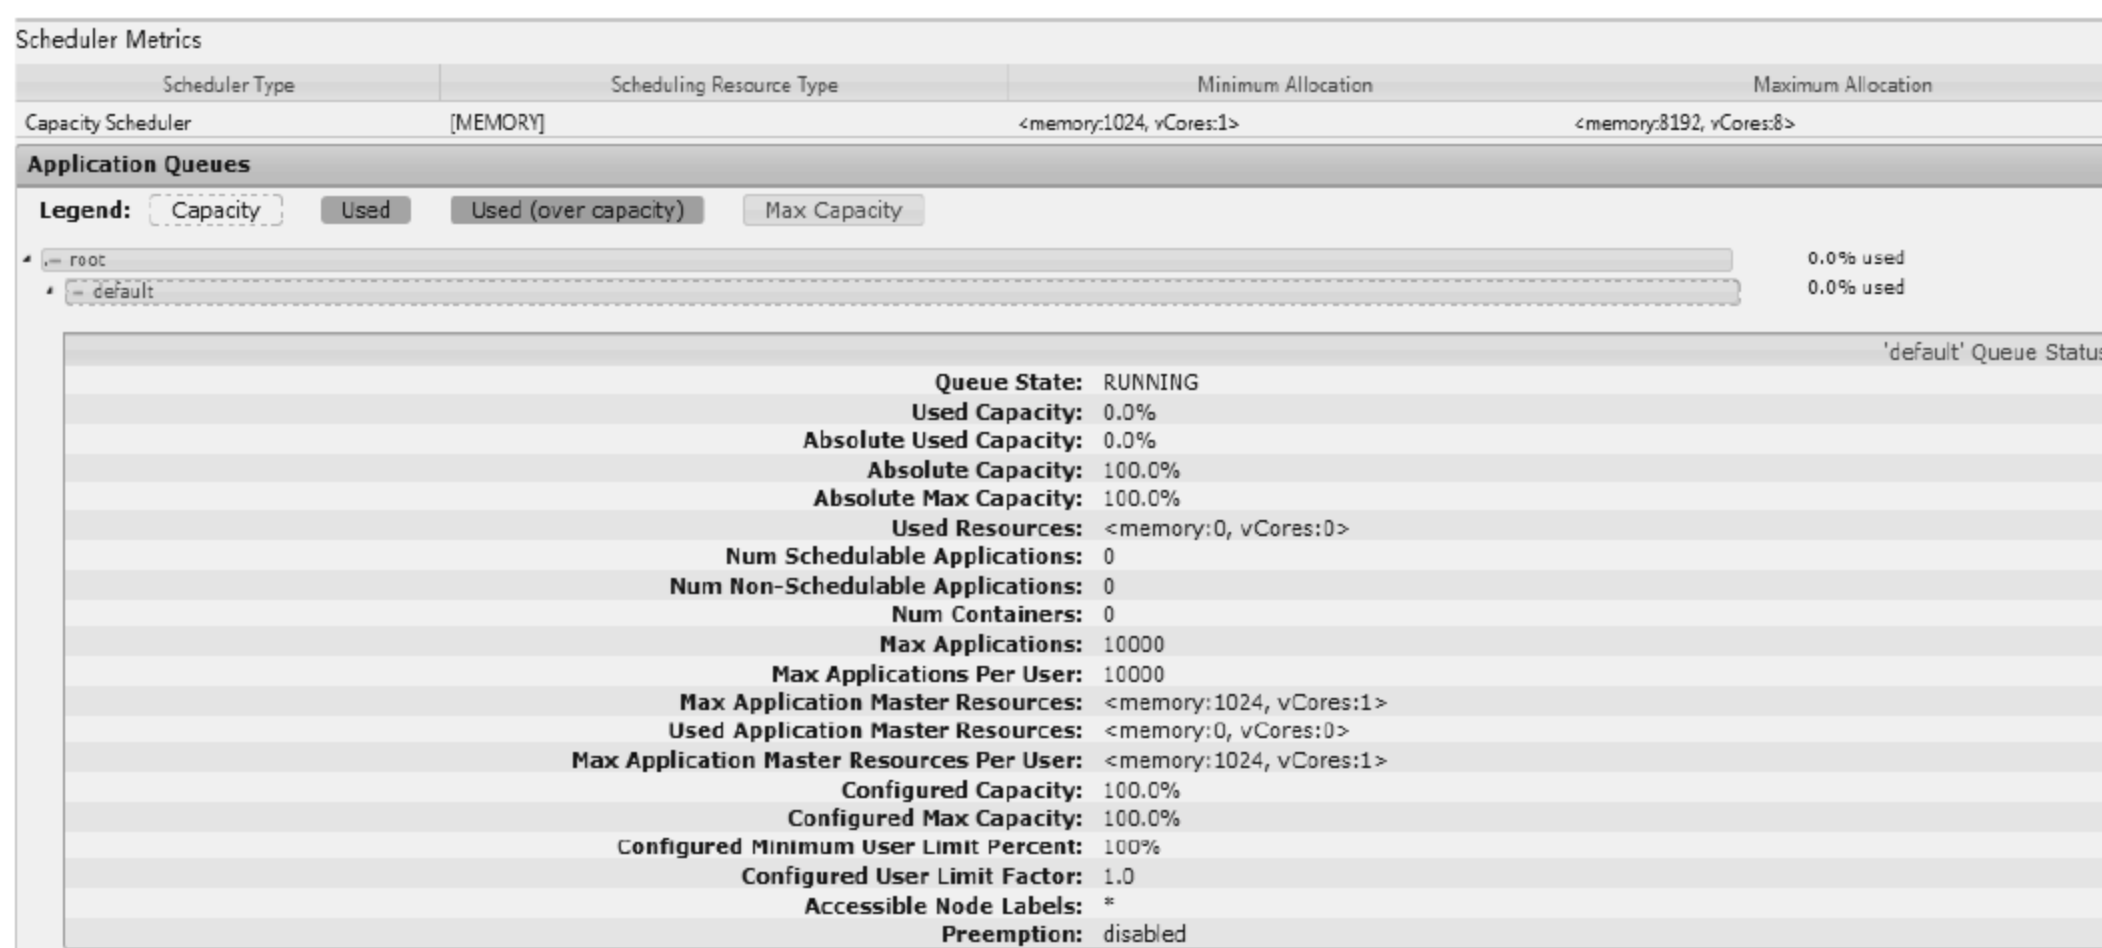 Scheduler Metrics
Scheduler Type Scheduling Resource Type Minimum Allocation Maximum Allocation
Capacity Scheduler [MEMORY] <memory:1024, vCores:1> <memory:8192, vCores:8>
Application Queues
Legend: Capacity Used Used (over capacity) Max Capacity
root 0.0% used
default 0.0% used
'default' Queue Status
Queue State: RUNNING
Used Capacity: 0.0%
Absolute Used Capacity: 0.0%
Absolute Capacity: 100.0%
Absolute Max Capacity: 100.0%
Used Resources: <memory:0, vCores:0>
Num Schedulable Applications: 0
Num Non-Schedulable Applications: 0
Num Containers: 0
Max Applications: 10000
Max Applications Per User: 10000
Max Application Master Resources: <memory:1024, vCores:1>
Used Application Master Resources: <memory:0, vCores:0>
Max Application Master Resources Per User: <memory:1024, vCores:1>
Configured Capacity: 100.0%
Configured Max Capacity: 100.0%
Configured Minimum User Limit Percent: 100%
Configured User Limit Factor: 1.0
Accessible Node Labels: *
Preemption: disabled